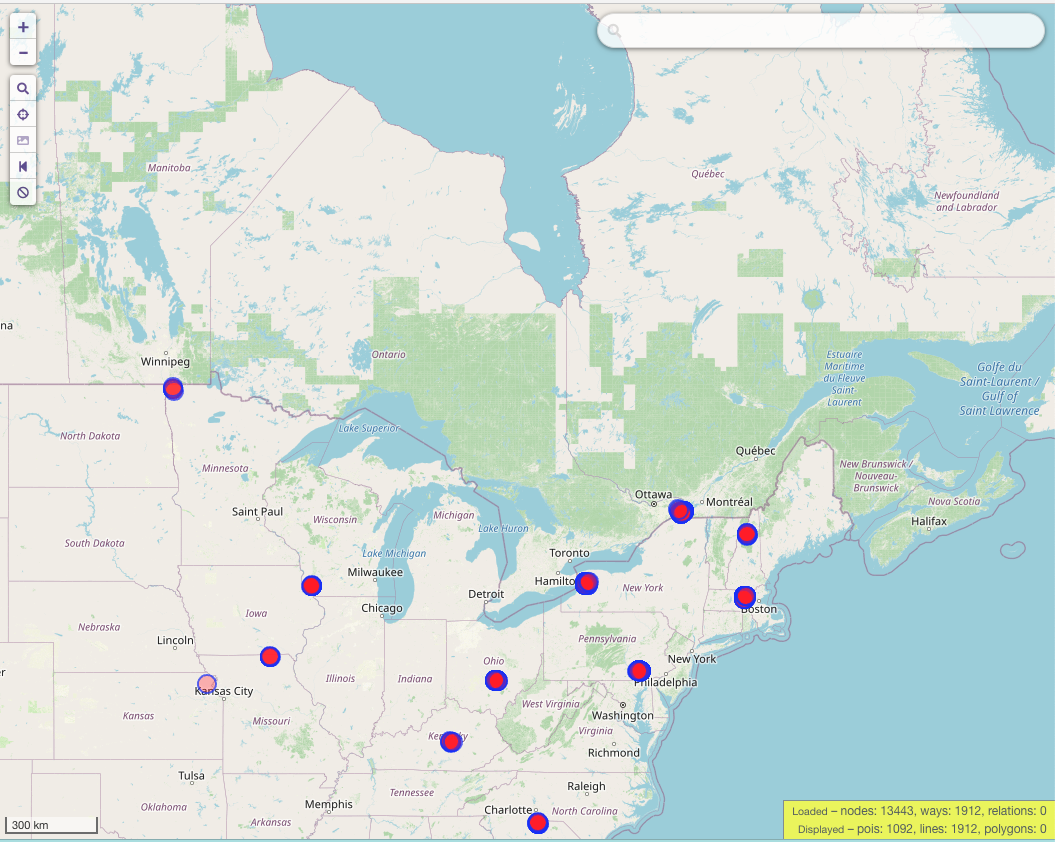 +
−
Manitoba
Québec
Newfoundland
and Labrador
na
Winnipeg
Ontario
Estuaire
Maritime
du Fleuve
Saint
Laurent
Golfe du
Saint-Laurent /
Gulf of
Saint Lawrence
North Dakota
Lake Superior
Minnesota
Québec
New Brunswick /
Nouveau-
Brunswick
Ottawa
Montréal
Nova Scotia
Saint Paul
Wisconsin
Michigan
Lake Huron
Halifax
South Dakota
Lake Michigan
Toronto
Milwaukee
Hamilto
New York
Detroit
Chicago
Boston
Iowa
Nebraska
Lincoln
Pennsylvania
Ohio
New York
er
Illinois
Indiana
Philadelphia
Kansas City
West Virginia
Kansas
Missouri
Washington
Virginia
Kentucky
Richmond
Tulsa
Tennessee
Raleigh
Oklahoma
Memphis
Charlotte
North Carolina
Arkansas
300 km
Loaded – nodes: 13443, ways: 1912, relations: 0
Displayed – pois: 1092, lines: 1912, polygons: 0